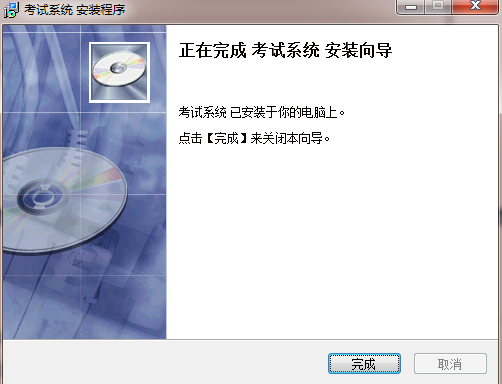 考试系统 安装程序
正在完成 考试系统 安装向导
考试系统 已安装于你的电脑上。
点击【完成】来关闭本向导。
完成
取消